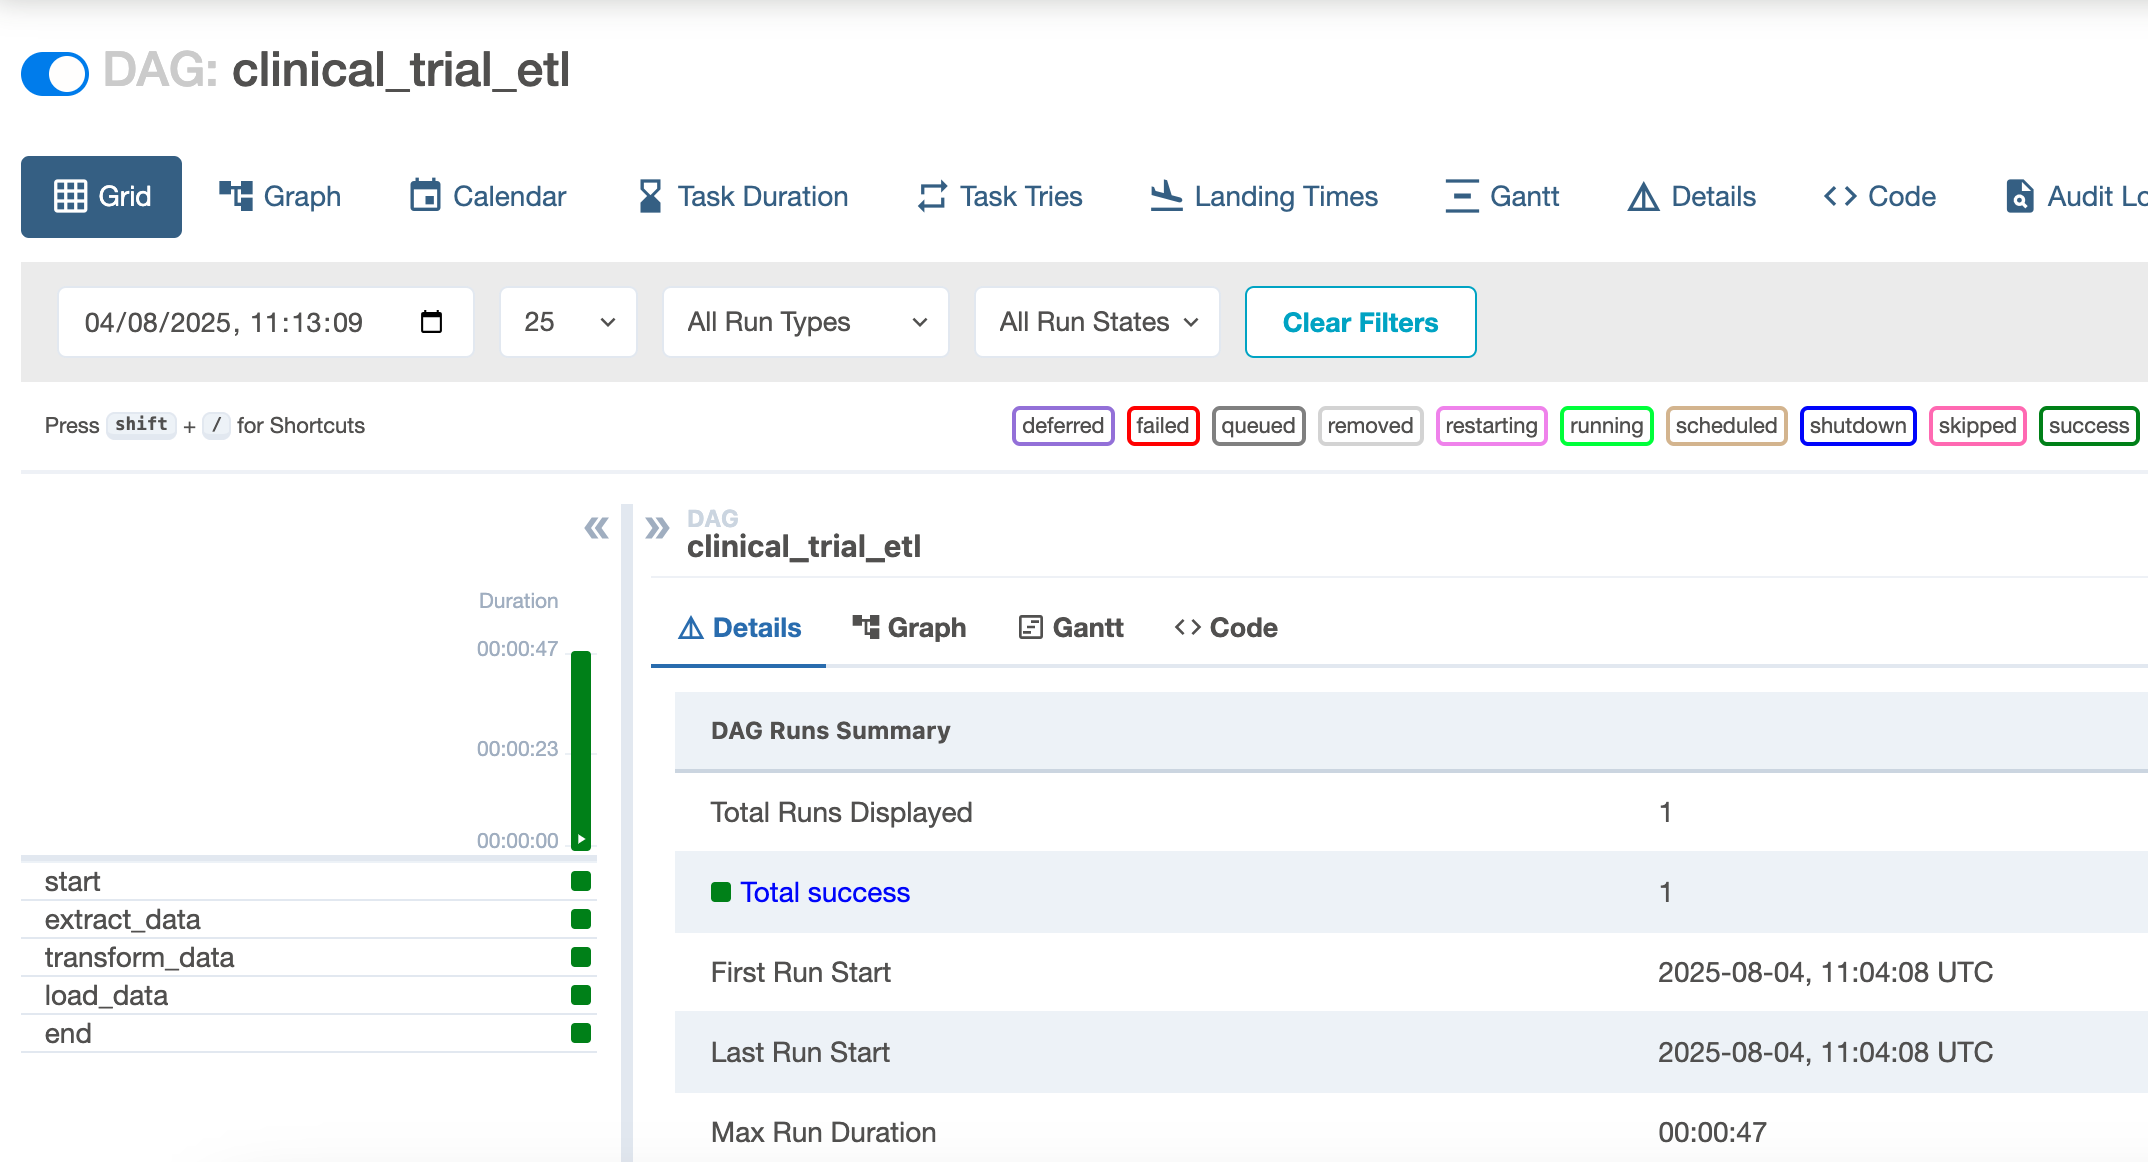 DAG: clinical_trial_etl
Grid Graph Calendar Task Duration Task Tries Landing Times Gantt Details Code Audit Lo
04/08/2025, 11:13:09 25 All Run Types All Run States Clear Filters
Press shift + / for Shortcuts deferred failed queued removed restarting running scheduled shutdown skipped success
DAG
clinical_trial_etl
Duration
00:00:47
00:00:23
00:00:00
start
extract_data
transform_data
load_data
end
Details Graph Gantt Code
DAG Runs Summary
Total Runs Displayed 1
Total success 1
First Run Start 2025-08-04, 11:04:08 UTC
Last Run Start 2025-08-04, 11:04:08 UTC
Max Run Duration 00:00:47